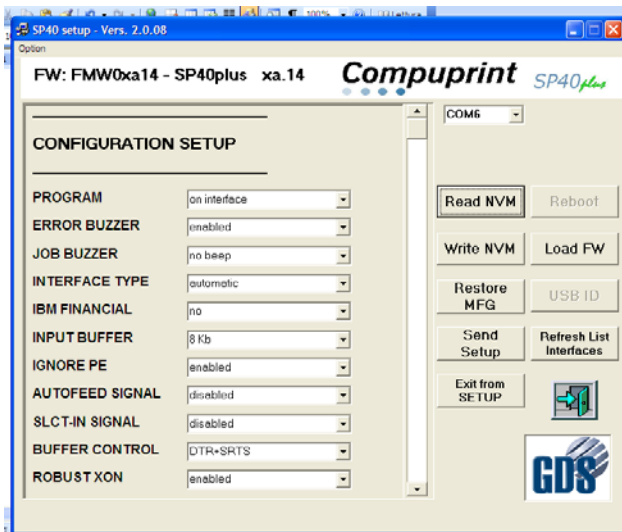 100%
SP40 setup - Vers. 2.0.08
Option
FW: FMW0xa14 - SP40plus xa.14
Compuprint SP40plus
COM6
CONFIGURATION SETUP
PROGRAM on interface
ERROR BUZZER enabled
JOB BUZZER no beep
INTERFACE TYPE automatic
IBM FINANCIAL no
INPUT BUFFER 8 Kb
IGNORE PE enabled
AUTOFEED SIGNAL disabled
SLCT-IN SIGNAL disabled
BUFFER CONTROL DTR+SRTS
ROBUST XON enabled
Read NVM Reboot
Write NVM Load FW
Restore MFG USB ID
Send Setup Refresh List Interfaces
Exit from SETUP
GDS